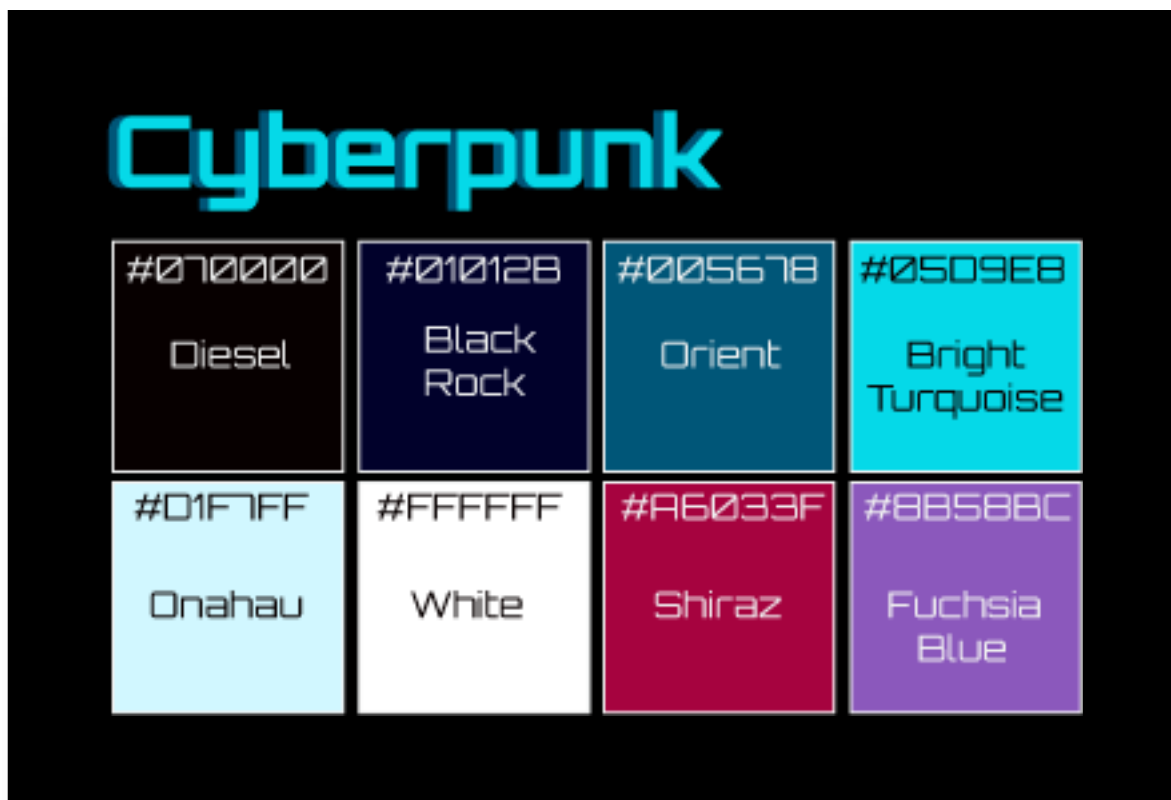 Cyberpunk
#070000
Diesel
#01012B
Black
Rock
#005678
Orient
#05D9E8
Bright
Turquoise
#D1F7FF
Onahau
#FFFFFF
White
#A6033F
Shiraz
#8B58BC
Fuchsia
Blue